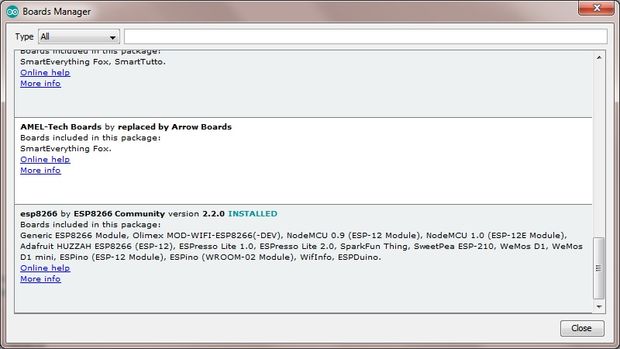 Boards Manager
Type All
Boards included in this package:
SmartEverything Fox, SmartTutto.
Online help
More info
AMEL-Tech Boards by replaced by Arrow Boards
Boards included in this package:
SmartEverything Fox.
Online help
More info
esp8266 by ESP8266 Community version 2.2.0 INSTALLED
Boards included in this package:
Generic ESP8266 Module, Olimex MOD-WIFI-ESP8266(-DEV), NodeMCU 0.9 (ESP-12 Module), NodeMCU 1.0 (ESP-12E Module),
Adafruit HUZZAH ESP8266 (ESP-12), ESPresso Lite 1.0, ESPresso Lite 2.0, SparkFun Thing, SweetPea ESP-210, WeMos D1, WeMos
D1 mini, ESPino (ESP-12 Module), ESPino (WROOM-02 Module), WifInfo, ESPDuino.
Online help
More info
Close